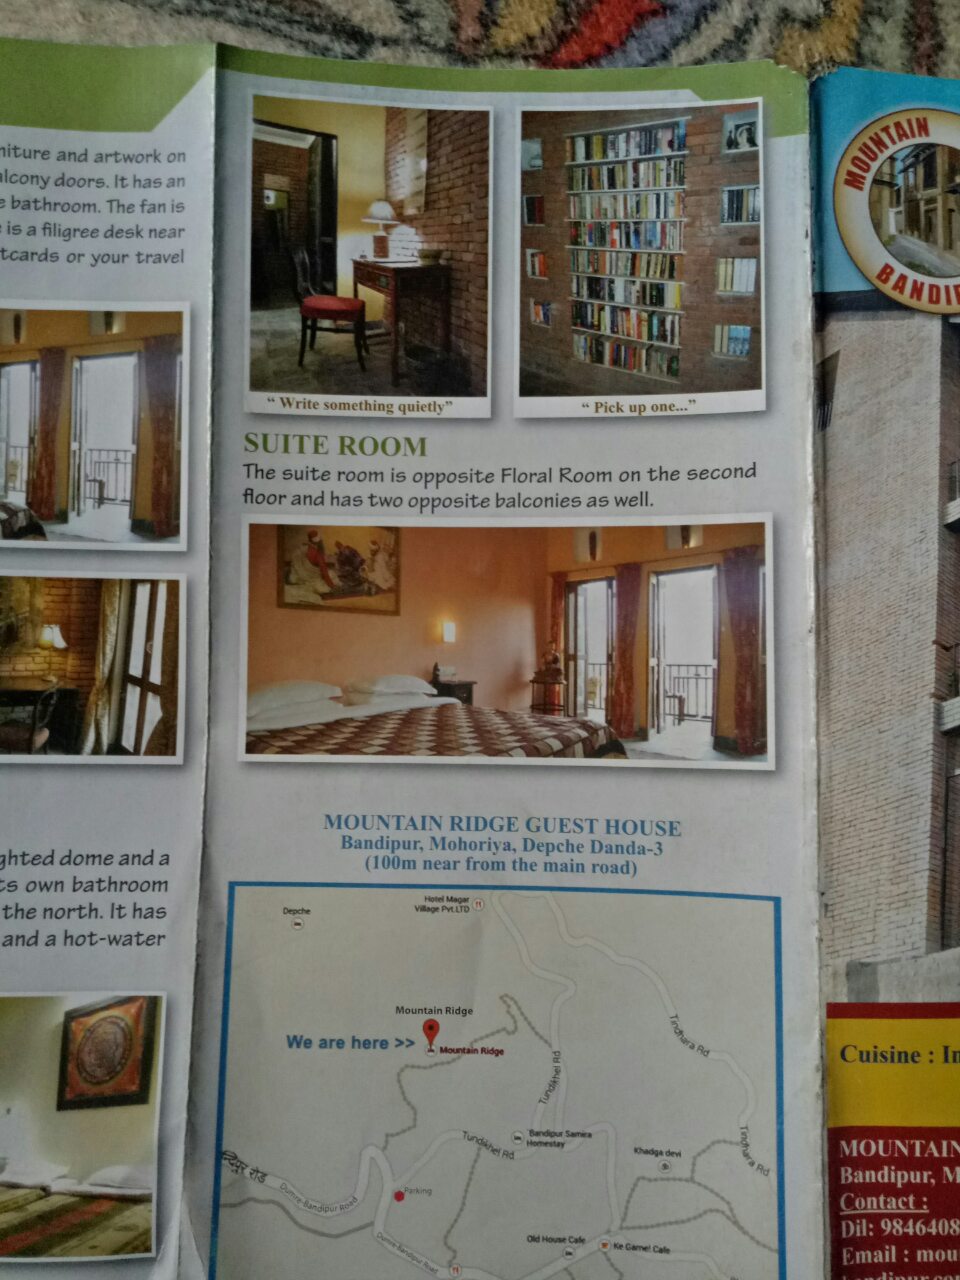 niture and artwork on
alcony doors. It has an
bathroom. The fan is
is a filigree desk near
tcards or your travel
ghted dome and a
ts own bathroom
the north. It has
and a hot-water
“ Write something quietly”
“ Pick up one...”
SUITE ROOM
The suite room is opposite Floral Room on the second
floor and has two opposite balconies as well.
MOUNTAIN RIDGE GUEST HOUSE
Bandipur, Mohoriya, Depche Danda-3
(100m near from the main road)
Hotel Magar
Village Pvt.LTD
Depche
Mountain Ridge
We are here >>
Mountain Ridge
Tindhara Rd
Tundikhel Rd
Bandipur Samira
Homestay
Tundikhel Rd
Khadga devi
Tindhara Rd
रोड
Dumre-Bandipur Road
Parking
Dumre-Bandipur Road
Old House Cafe
Ke Garne! Cafe
MOUNTAIN
BANDIP
Cuisine : In
MOUNTAIN
Bandipur, M
Contact :
Dil: 9846408
Email : mou